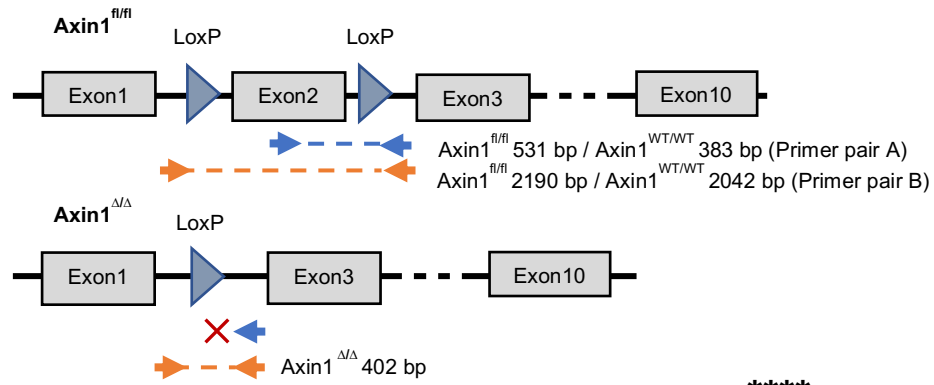 Axin1fl/fl
LoxP LoxP
Exon1 Exon2 Exon3 Exon10
Axin1fl/fl 531 bp / Axin1WT/WT 383 bp (Primer pair A)
Axin1fl/fl 2190 bp / Axin1WT/WT 2042 bp (Primer pair B)
Axin1Δ/Δ
LoxP
Exon1 Exon3 Exon10
Axin1 Δ/Δ 402 bp
****